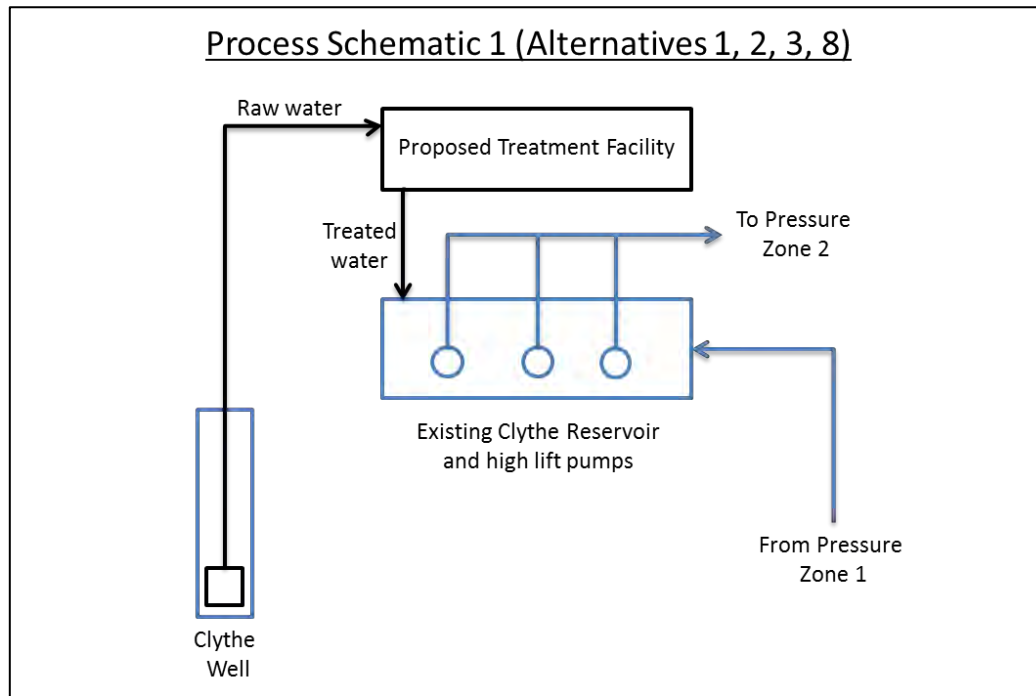 Process Schematic 1 (Alternatives 1, 2, 3, 8)
Raw water
Proposed Treatment Facility
Treated
water
To Pressure
Zone 2
Existing Clythe Reservoir
and high lift pumps
From Pressure
Zone 1
Clythe
Well